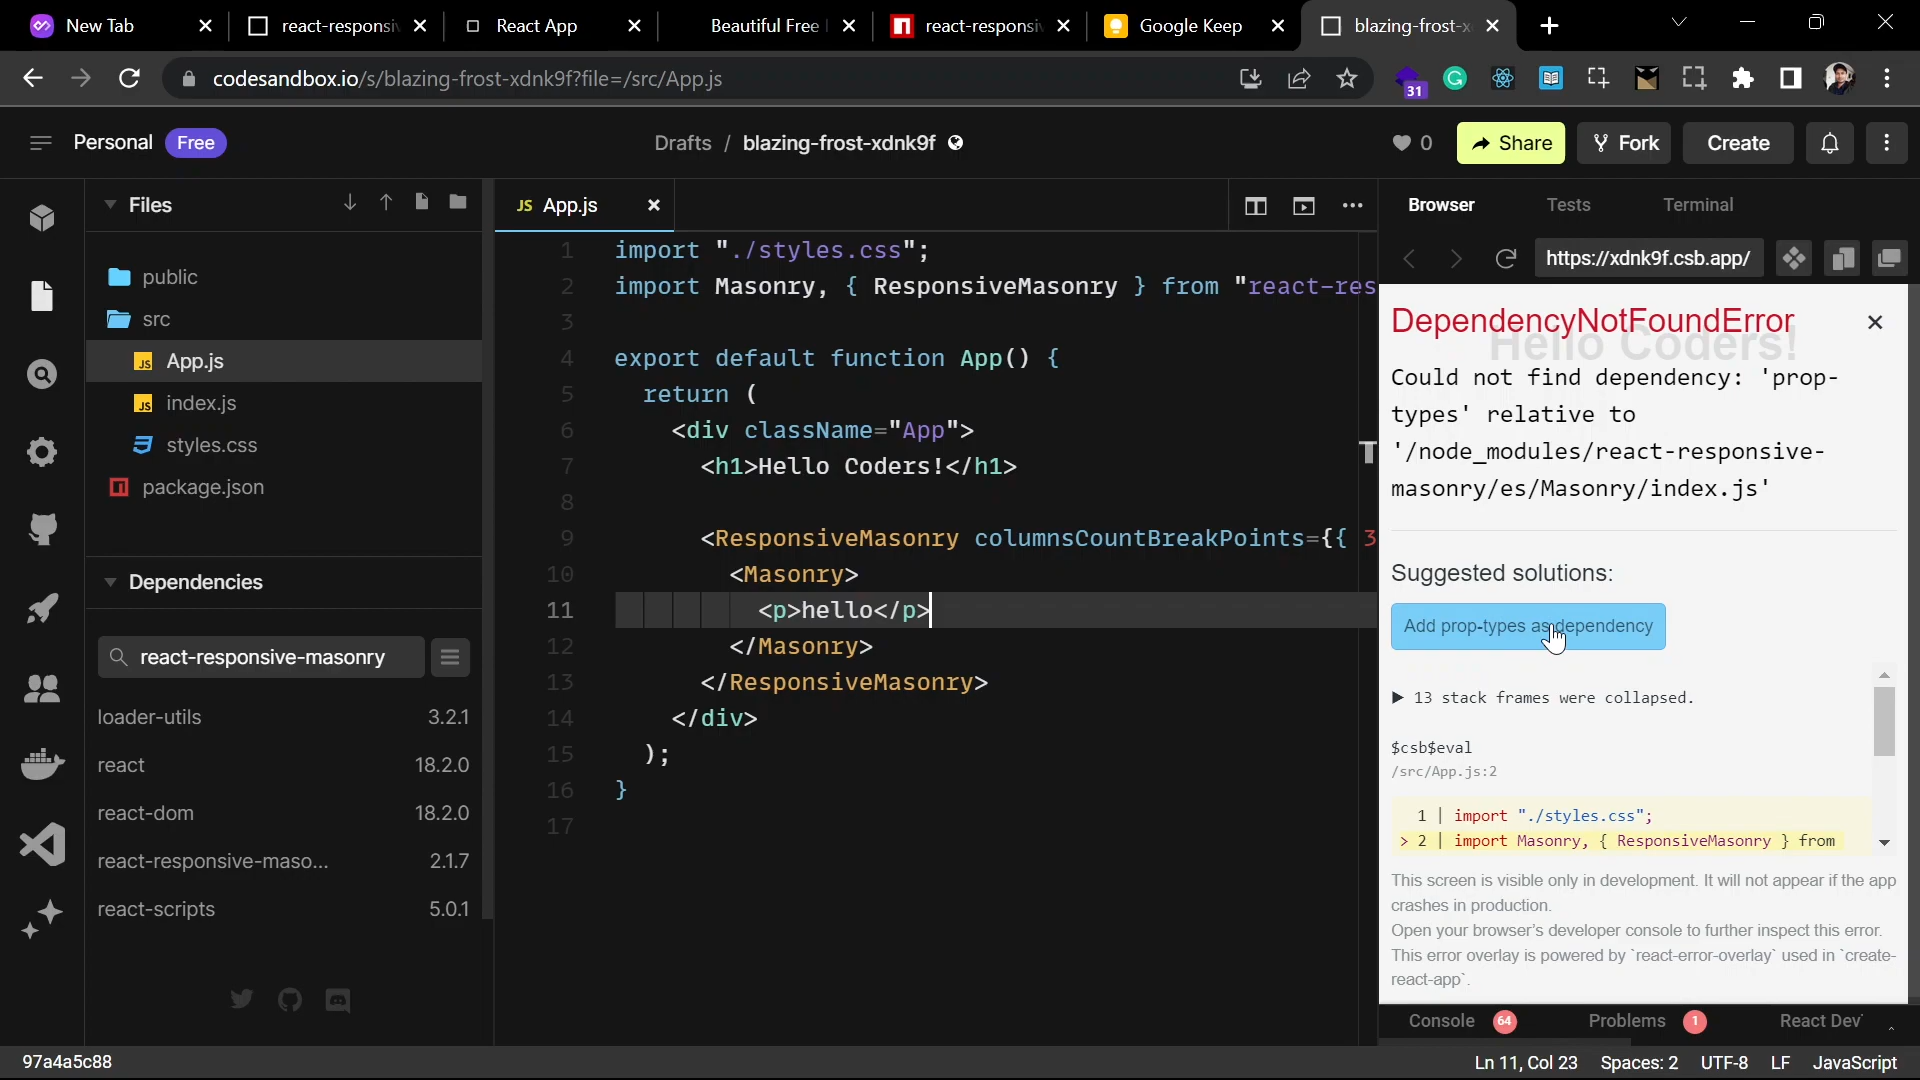 New Tab
react-responsiv
React App
Beautiful Free
react-responsiv
Google Keep
blazing-frost-x
codesandbox.io/s/blazing-frost-xdnk9f?file=/src/App.js
31
Personal
Free
Drafts / blazing-frost-xdnk9f
0
Share
Fork
Create
Files
public
src
JS App.js
JS index.js
styles.css
package.json
Dependencies
react-responsive-masonry
loader-utils 3.2.1
react 18.2.0
react-dom 18.2.0
react-responsive-maso... 2.1.7
react-scripts 5.0.1
JS App.js
1 import "./styles.css";
2 import Masonry, { ResponsiveMasonry } from "react-res
3
4 export default function App() {
5 return (
6 <div className="App">
7 <h1>Hello Coders!</h1>
8
9 <ResponsiveMasonry columnsCountBreakPoints={{ 3
10 <Masonry>
11 <p>hello</p>
12 </Masonry>
13 </ResponsiveMasonry>
14 </div>
15 );
16 }
17
Browser
Tests
Terminal
https://xdnk9f.csb.app/
DependencyNotFoundError
Hello Coders!
Could not find dependency: 'prop-
types' relative to
'/node_modules/react-responsive-
masonry/es/Masonry/index.js'
Suggested solutions:
Add prop-types as dependency
▶ 13 stack frames were collapsed.
$csb$eval
/src/App.js:2
1 | import "./styles.css";
> 2 | import Masonry, { ResponsiveMasonry } from
This screen is visible only in development. It will not appear if the app
crashes in production.
Open your browser's developer console to further inspect this error.
This error overlay is powered by `react-error-overlay` used in `create-
react-app`.
Console 64
Problems 1
React Dev
97a4a5c88
Ln 11, Col 23
Spaces: 2
UTF-8
LF
JavaScript